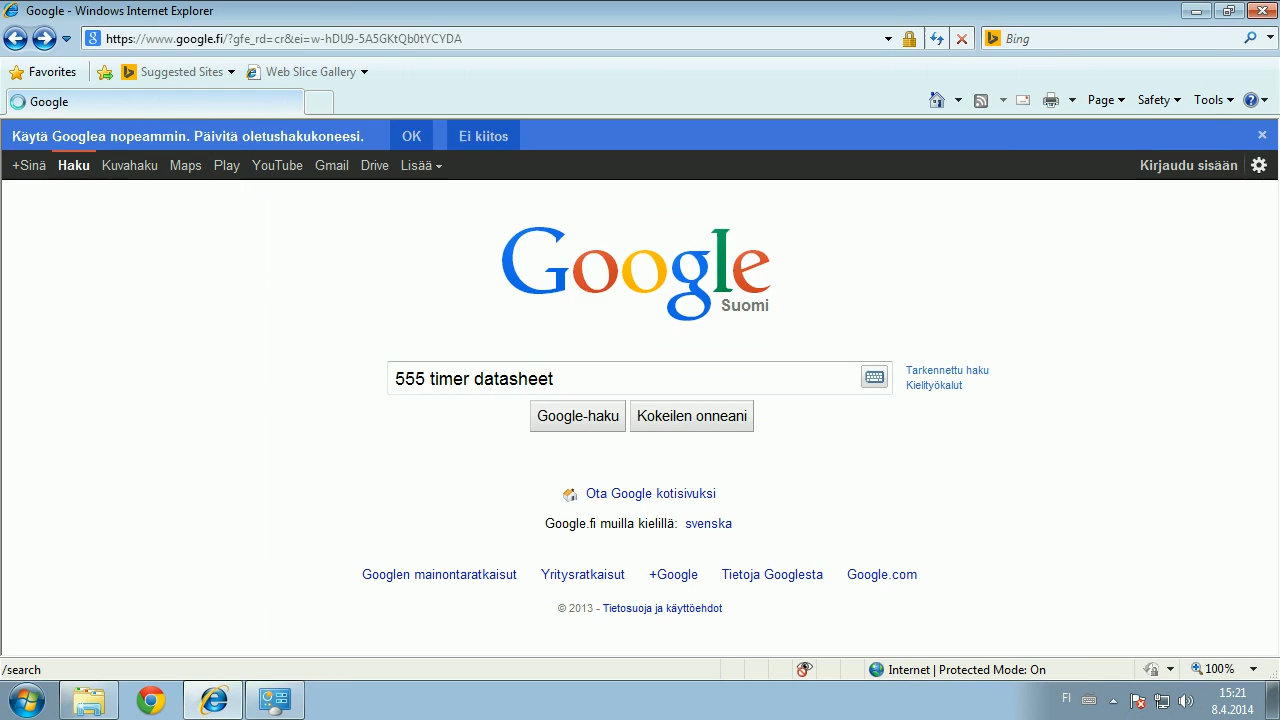 Google - Windows Internet Explorer
https://www.google.fi/?gfe_rd=cr&ei=w-hDU9-5A5GKtQb0tYCYDA
Bing
Favorites
Suggested Sites
Web Slice Gallery
Google
Page
Safety
Tools
Käytä Googlea nopeammin. Päivitä oletushakukoneesi.
OK
Ei kiitos
+Sinä Haku Kuvahaku Maps Play YouTube Gmail Drive Lisää
Kirjaudu sisään
Google
Suomi
555 timer datasheet
Tarkennettu haku
Kielityökalut
Google-haku
Kokeilen onneani
Ota Google kotisivuksi
Google.fi muilla kielillä: svenska
Googlen mainontaratkaisut Yritysratkaisut +Google Tietoja Googlesta Google.com
© 2013 - Tietosuoja ja käyttöehdot
/search
Internet | Protected Mode: On
100%
FI
15:21
8.4.2014